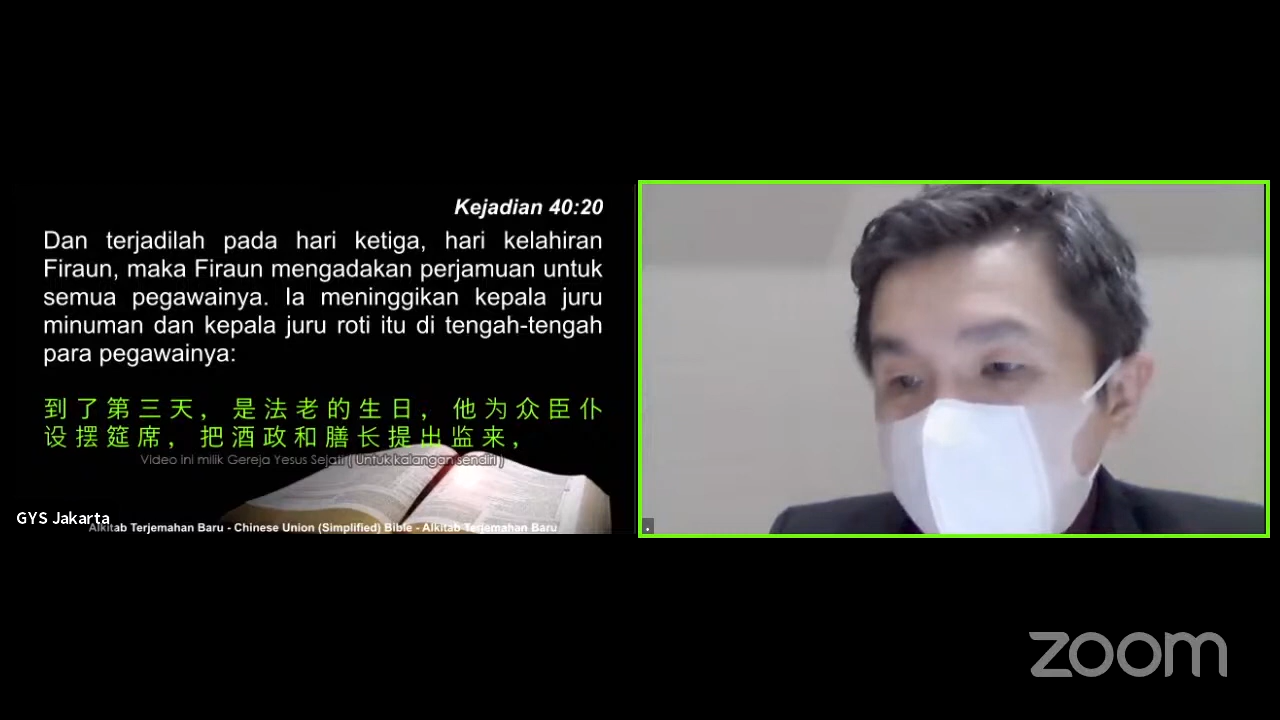 Kejadian 40:20
Dan terjadilah pada hari ketiga, hari kelahiran
Firaun, maka Firaun mengadakan perjamuan untuk
semua pegawainya. Ia meninggikan kepala juru
minuman dan kepala juru roti itu di tengah-tengah
para pegawainya:
到了第三天，是法老的生日，他为众臣仆
设摆筵席，把酒政和膳长提出监来，
Video ini milik Gereja Yesus Sejati ( Untuk kalangan sendiri )
GYS Jakarta
Alkitab Terjemahan Baru - Chinese Union (Simplified) Bible - Alkitab Terjemahan Baru
zoom